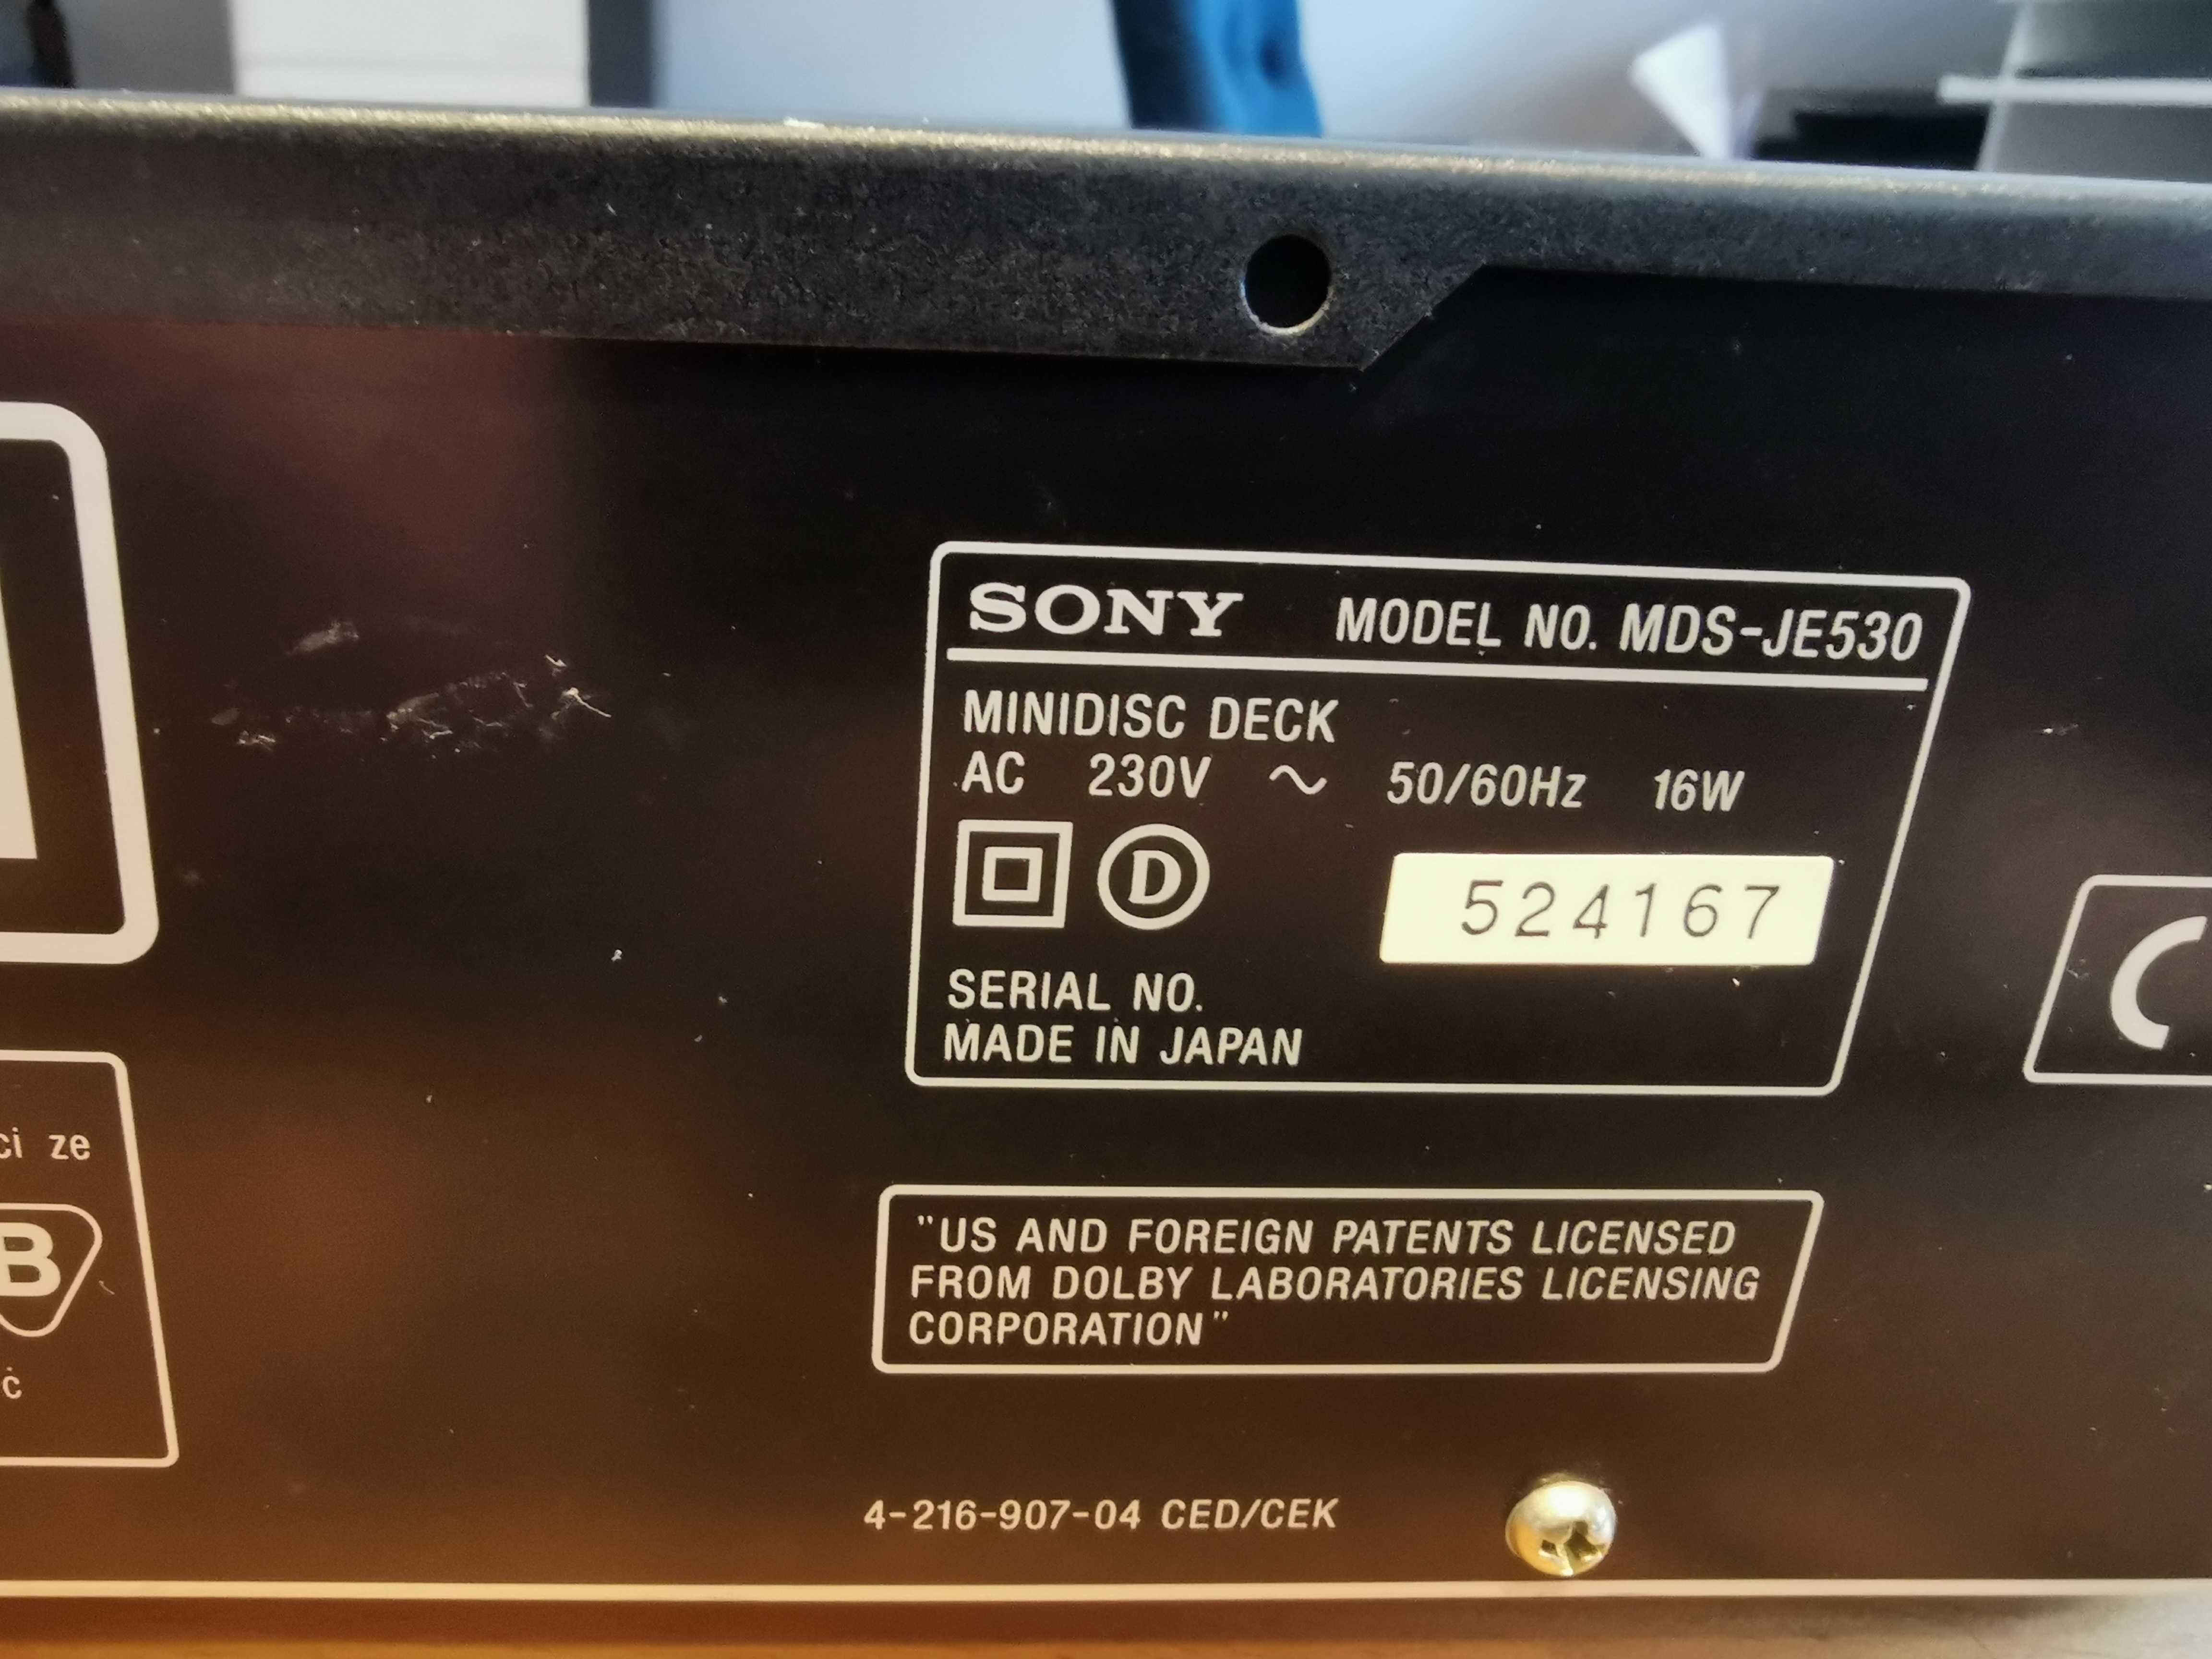 SONY MODEL NO. MDS-JE530
MINIDISC DECK
AC 230V ~ 50/60Hz 16W
D
524167
SERIAL NO.
MADE IN JAPAN
"US AND FOREIGN PATENTS LICENSED
FROM DOLBY LABORATORIES LICENSING
CORPORATION"
4-216-907-04 CED/CEK
ze
B